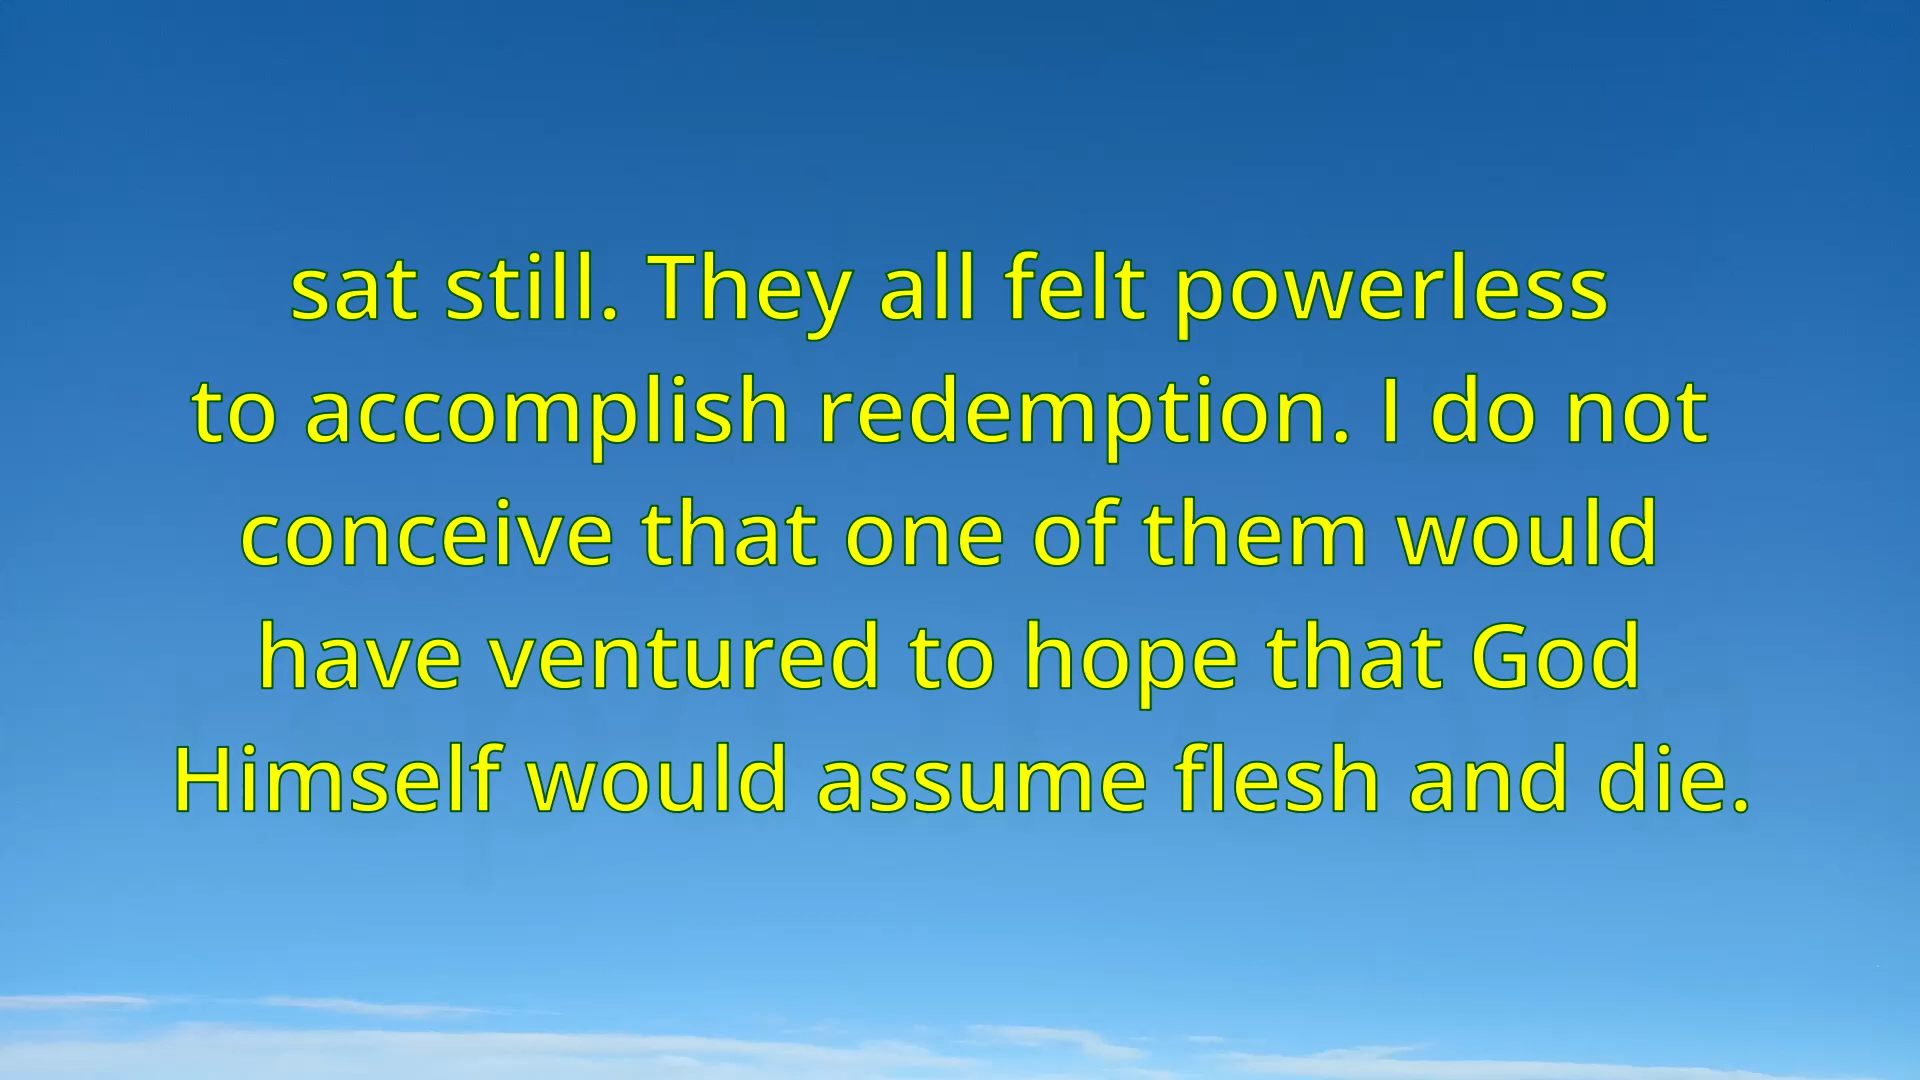 sat still. They all felt powerless
to accomplish redemption. I do not
conceive that one of them would
have ventured to hope that God
Himself would assume flesh and die.